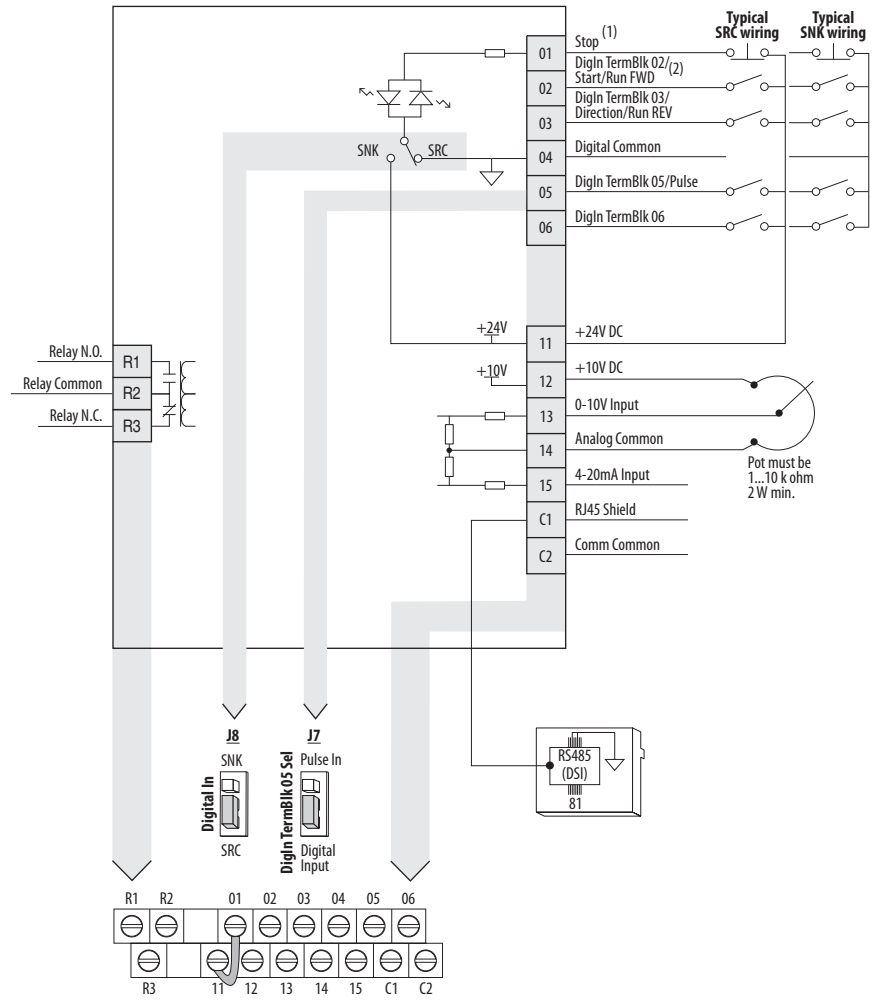 Typical
SRC wiring
Typical
SNK wiring
01
Stop (1)
02
DigIn TermBlk 02/
Start/Run FWD (2)
03
DigIn TermBlk 03/
Direction/Run REV
SNK
SRC
04
Digital Common
05
DigIn TermBlk 05/Pulse
06
DigIn TermBlk 06
+24V
11
+24V DC
+10V
12
+10V DC
13
0-10V Input
14
Analog Common
15
4-20mA Input
C1
RJ45 Shield
C2
Comm Common
Pot must be
1...10 k ohm
2 W min.
Relay N.O.
R1
Relay Common
R2
Relay N.C.
R3
J8
SNK
Digital In
SRC
J7
Pulse In
DigIn TermBlk 05 Sel
Digital
Input
RS485
(DSI)
81
R1 R2 01 02 03 04 05 06
R3 11 12 13 14 15 C1 C2